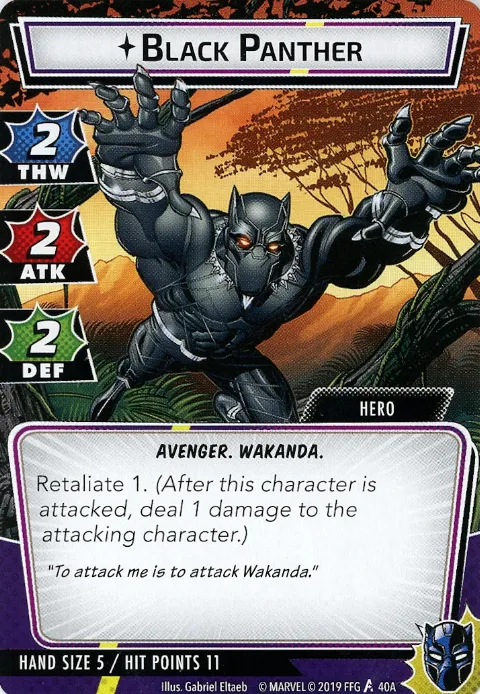 BLACK PANTHER
2
THW
2
ATK
2
DEF
HERO
AVENGER. WAKANDA.
Retaliate 1. (After this character is
attacked, deal 1 damage to the
attacking character.)
"To attack me is to attack Wakanda."
HAND SIZE 5 / HIT POINTS 11
Illus. Gabriel Eltaeb © MARVEL © 2019 FFG 40A